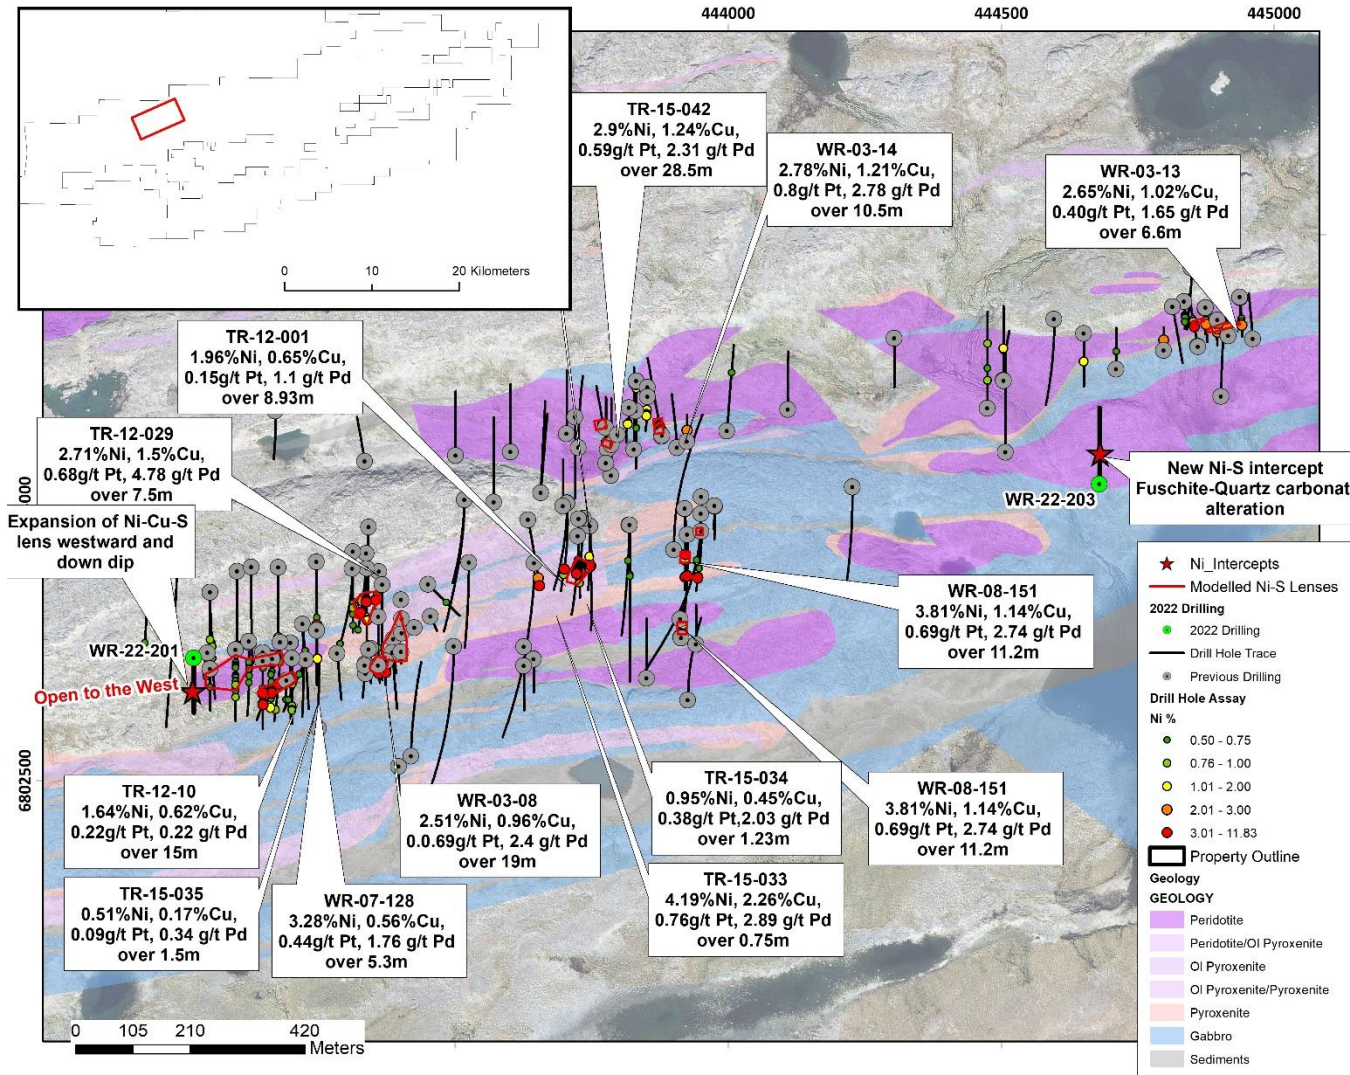 444000
444500
445000
0
10
20 Kilometers
TR-15-042
2.9%Ni, 1.24%Cu,
0.59g/t Pt, 2.31 g/t Pd
over 28.5m
WR-03-14
2.78%Ni, 1.21%Cu,
0.8g/t Pt, 2.78 g/t Pd
over 10.5m
WR-03-13
2.65%Ni, 1.02%Cu,
0.40g/t Pt, 1.65 g/t Pd
over 6.6m
TR-12-001
1.96%Ni, 0.65%Cu,
0.15g/t Pt, 1.1 g/t Pd
over 8.93m
TR-12-029
2.71%Ni, 1.5%Cu,
0.68g/t Pt, 4.78 g/t Pd
over 7.5m
000
Expansion of Ni-Cu-S
lens westward and
down dip
WR-22-201
Open to the West
New Ni-S intercept
Fuschite-Quartz carbonat
alteration
WR-22-203
WR-08-151
3.81%Ni, 1.14%Cu,
0.69g/t Pt, 2.74 g/t Pd
over 11.2m
6802500
TR-12-10
1.64%Ni, 0.62%Cu,
0.22g/t Pt, 0.22 g/t Pd
over 15m
WR-03-08
2.51%Ni, 0.96%Cu,
0.0.69g/t Pt, 2.4 g/t Pd
over 19m
TR-15-034
0.95%Ni, 0.45%Cu,
0.38g/t Pt,2.03 g/t Pd
over 1.23m
WR-08-151
3.81%Ni, 1.14%Cu,
0.69g/t Pt, 2.74 g/t Pd
over 11.2m
TR-15-035
0.51%Ni, 0.17%Cu,
0.09g/t Pt, 0.34 g/t Pd
over 1.5m
WR-07-128
3.28%Ni, 0.56%Cu,
0.44g/t Pt, 1.76 g/t Pd
over 5.3m
TR-15-033
4.19%Ni, 2.26%Cu,
0.76g/t Pt, 2.89 g/t Pd
over 0.75m
0 105 210 420
Meters
Ni_Intercepts
Modelled Ni-S Lenses
2022 Drilling
2022 Drilling
Drill Hole Trace
Previous Drilling
Drill Hole Assay
Ni %
0.50 - 0.75
0.76 - 1.00
1.01 - 2.00
2.01 - 3.00
3.01 - 11.83
Property Outline
Geology
GEOLOGY
Peridotite
Peridotite/Ol Pyroxenite
Ol Pyroxenite
Ol Pyroxenite/Pyroxenite
Pyroxenite
Gabbro
Sediments